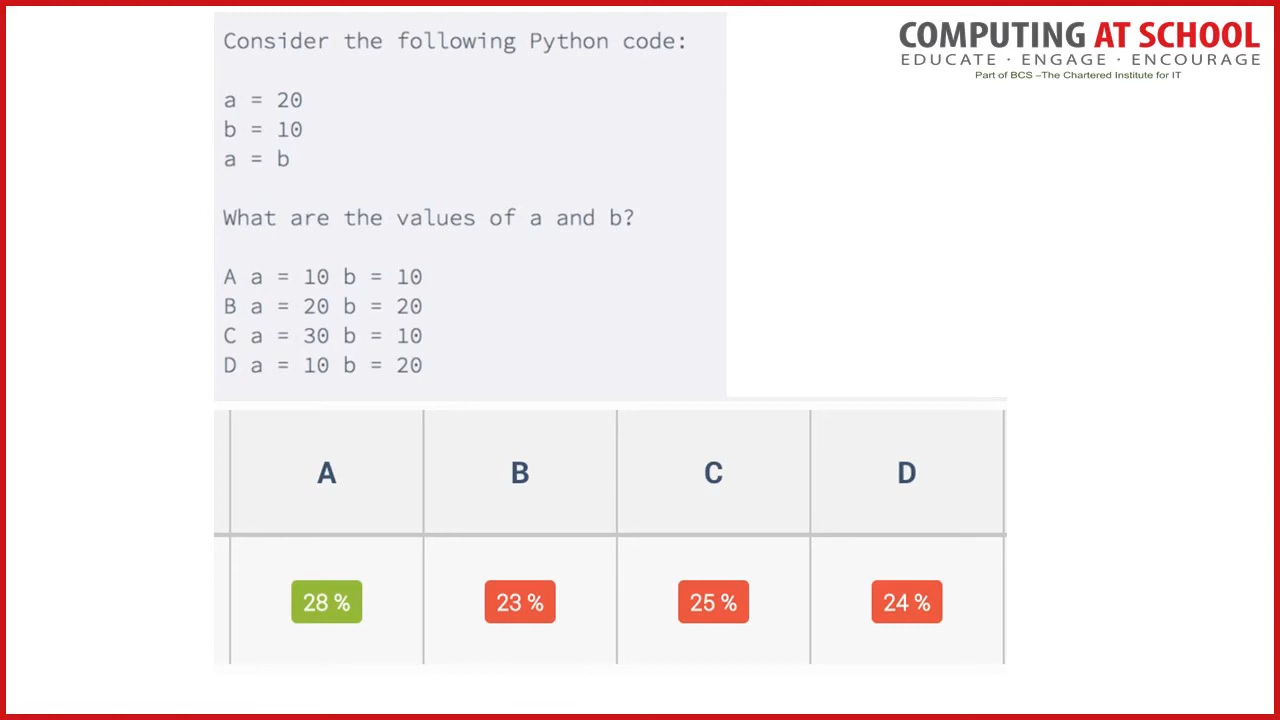 COMPUTING AT SCHOOL
EDUCATE · ENGAGE · ENCOURAGE
Part of BCS –The Chartered Institute for IT
Consider the following Python code:
a = 20
b = 10
a = b
What are the values of a and b?
A a = 10 b = 10
B a = 20 b = 20
C a = 30 b = 10
D a = 10 b = 20
A B C D
28 % 23 % 25 % 24 %